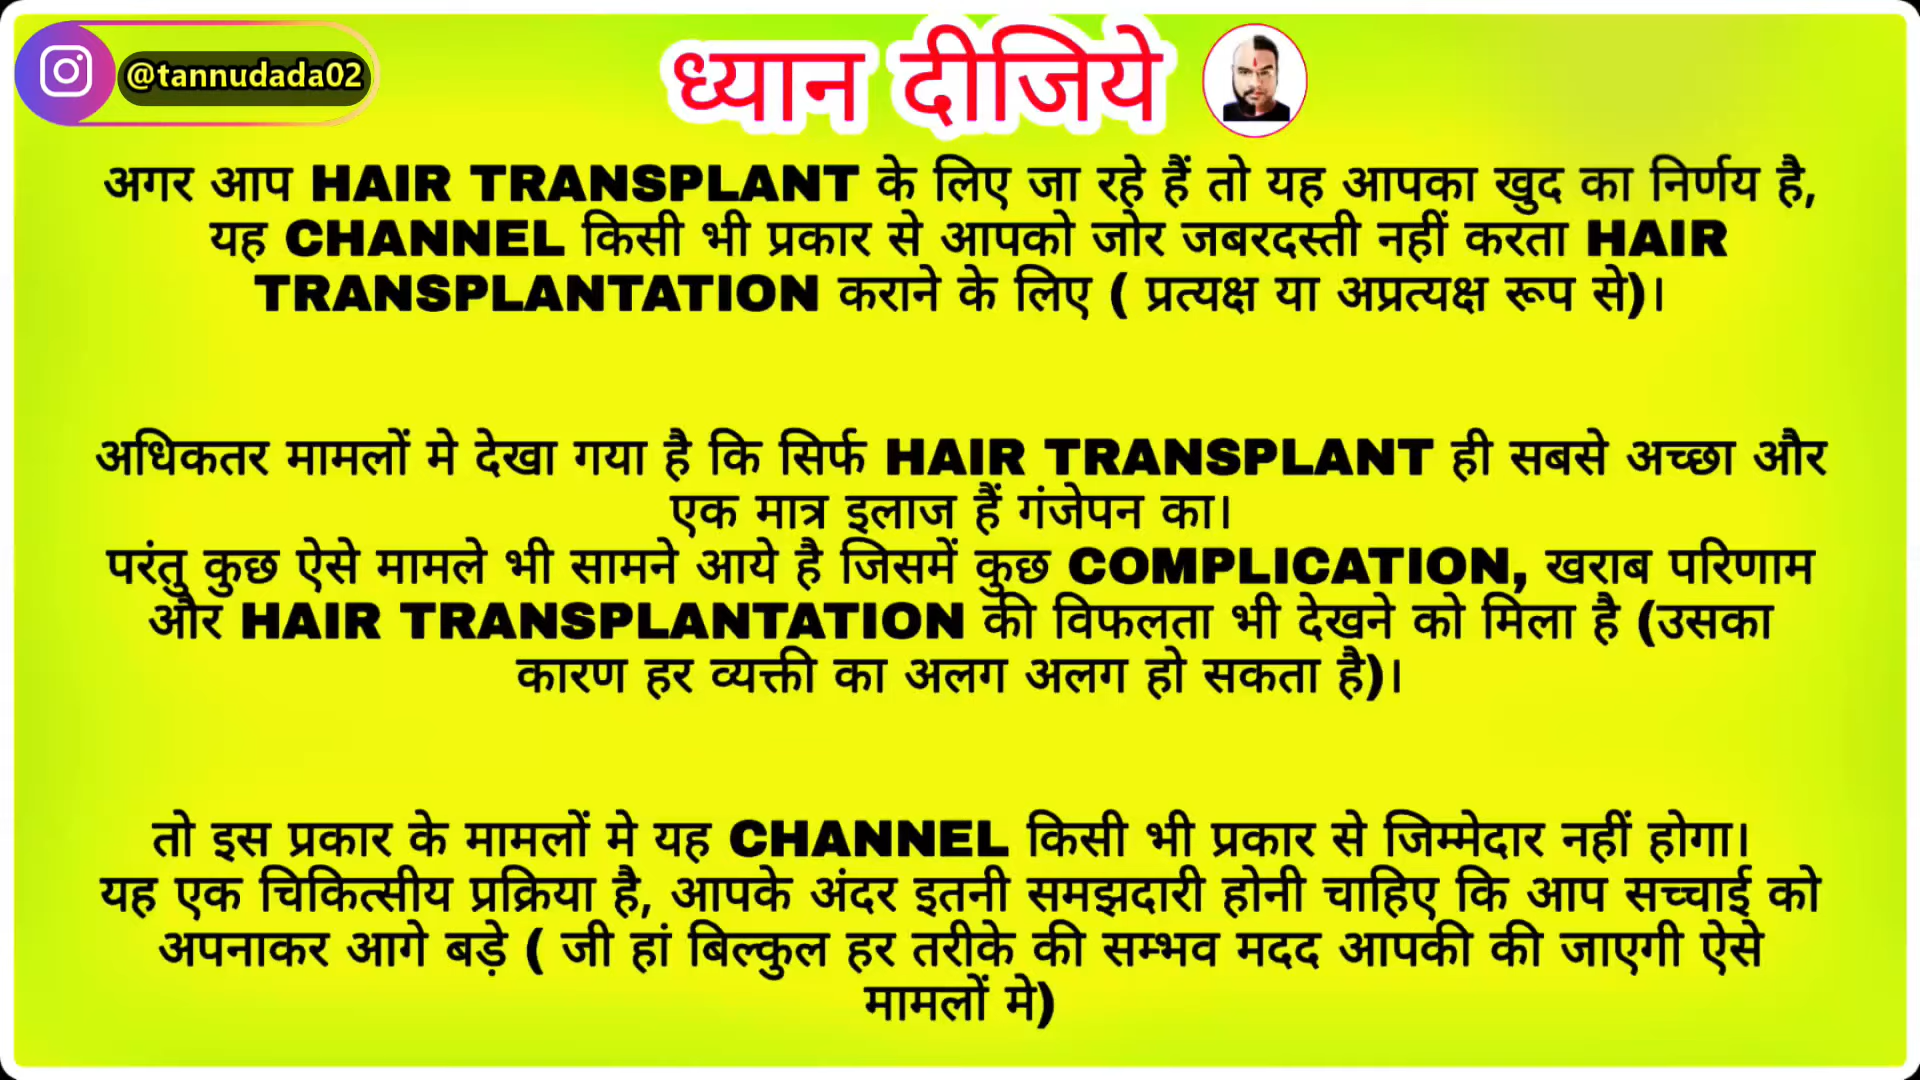 @tannudada02
ध्यान दीजिये
अगर आप HAIR TRANSPLANT के लिए जा रहे हैं तो यह आपका खुद का निर्णय है,
यह CHANNEL किसी भी प्रकार से आपको जोर जबरदस्ती नहीं करता HAIR
TRANSPLANTATION कराने के लिए ( प्रत्यक्ष या अप्रत्यक्ष रूप से)।
अधिकतर मामलों मे देखा गया है कि सिर्फ HAIR TRANSPLANT ही सबसे अच्छा और
एक मात्र इलाज हैं गंजेपन का।
परंतु कुछ ऐसे मामले भी सामने आये है जिसमें कुछ COMPLICATION, खराब परिणाम
और HAIR TRANSPLANTATION की विफलता भी देखने को मिला है (उसका
कारण हर व्यक्ती का अलग अलग हो सकता है)।
तो इस प्रकार के मामलों मे यह CHANNEL किसी भी प्रकार से जिम्मेदार नहीं होगा।
यह एक चिकित्सीय प्रक्रिया है, आपके अंदर इतनी समझदारी होनी चाहिए कि आप सच्चाई को
अपनाकर आगे बड़े ( जी हां बिल्कुल हर तरीके की सम्भव मदद आपकी की जाएगी ऐसे
मामलों मे)